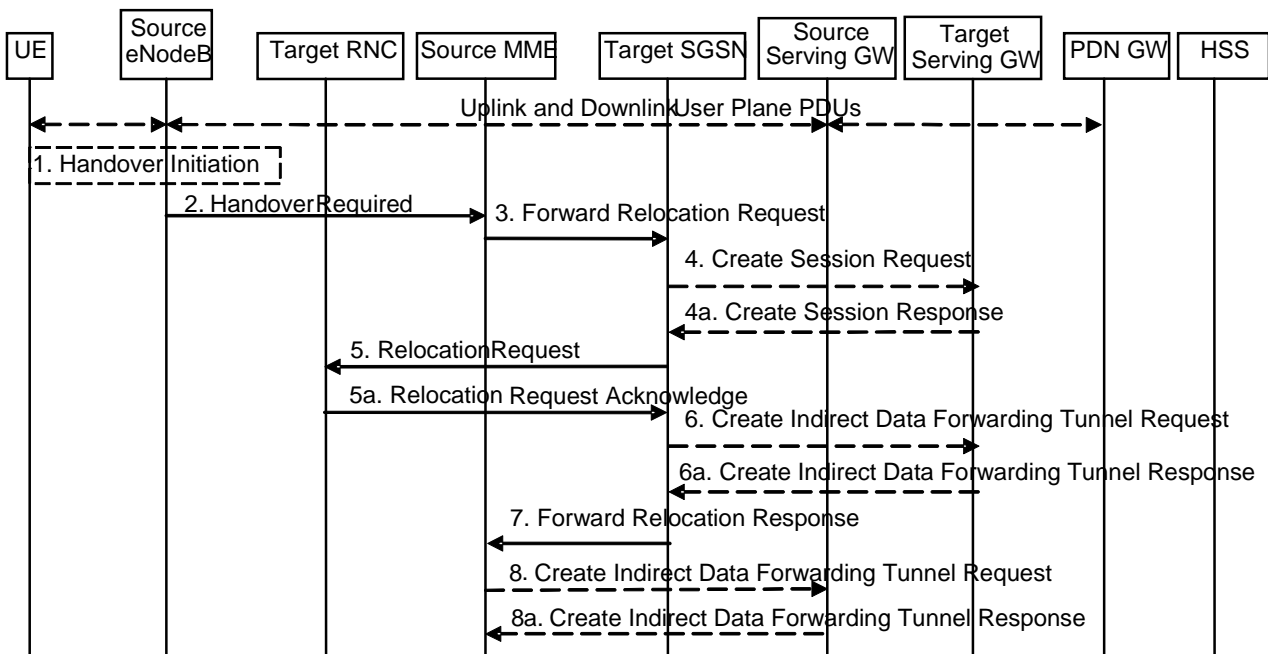 UE
Source
eNodeB
Target RNC
Source MME
Target SGSN
Source
Serving GW
Target
Serving GW
PDN GW
HSS
Uplink and Downlink User Plane PDUs
1. Handover Initiation
2. Handover Required
3. Forward Relocation Request
4. Create Session Request
4a. Create Session Response
5. Relocation Request
5a. Relocation Request Acknowledge
6. Create Indirect Data Forwarding Tunnel Request
6a. Create Indirect Data Forwarding Tunnel Response
7. Forward Relocation Response
8. Create Indirect Data Forwarding Tunnel Request
8a. Create Indirect Data Forwarding Tunnel Response